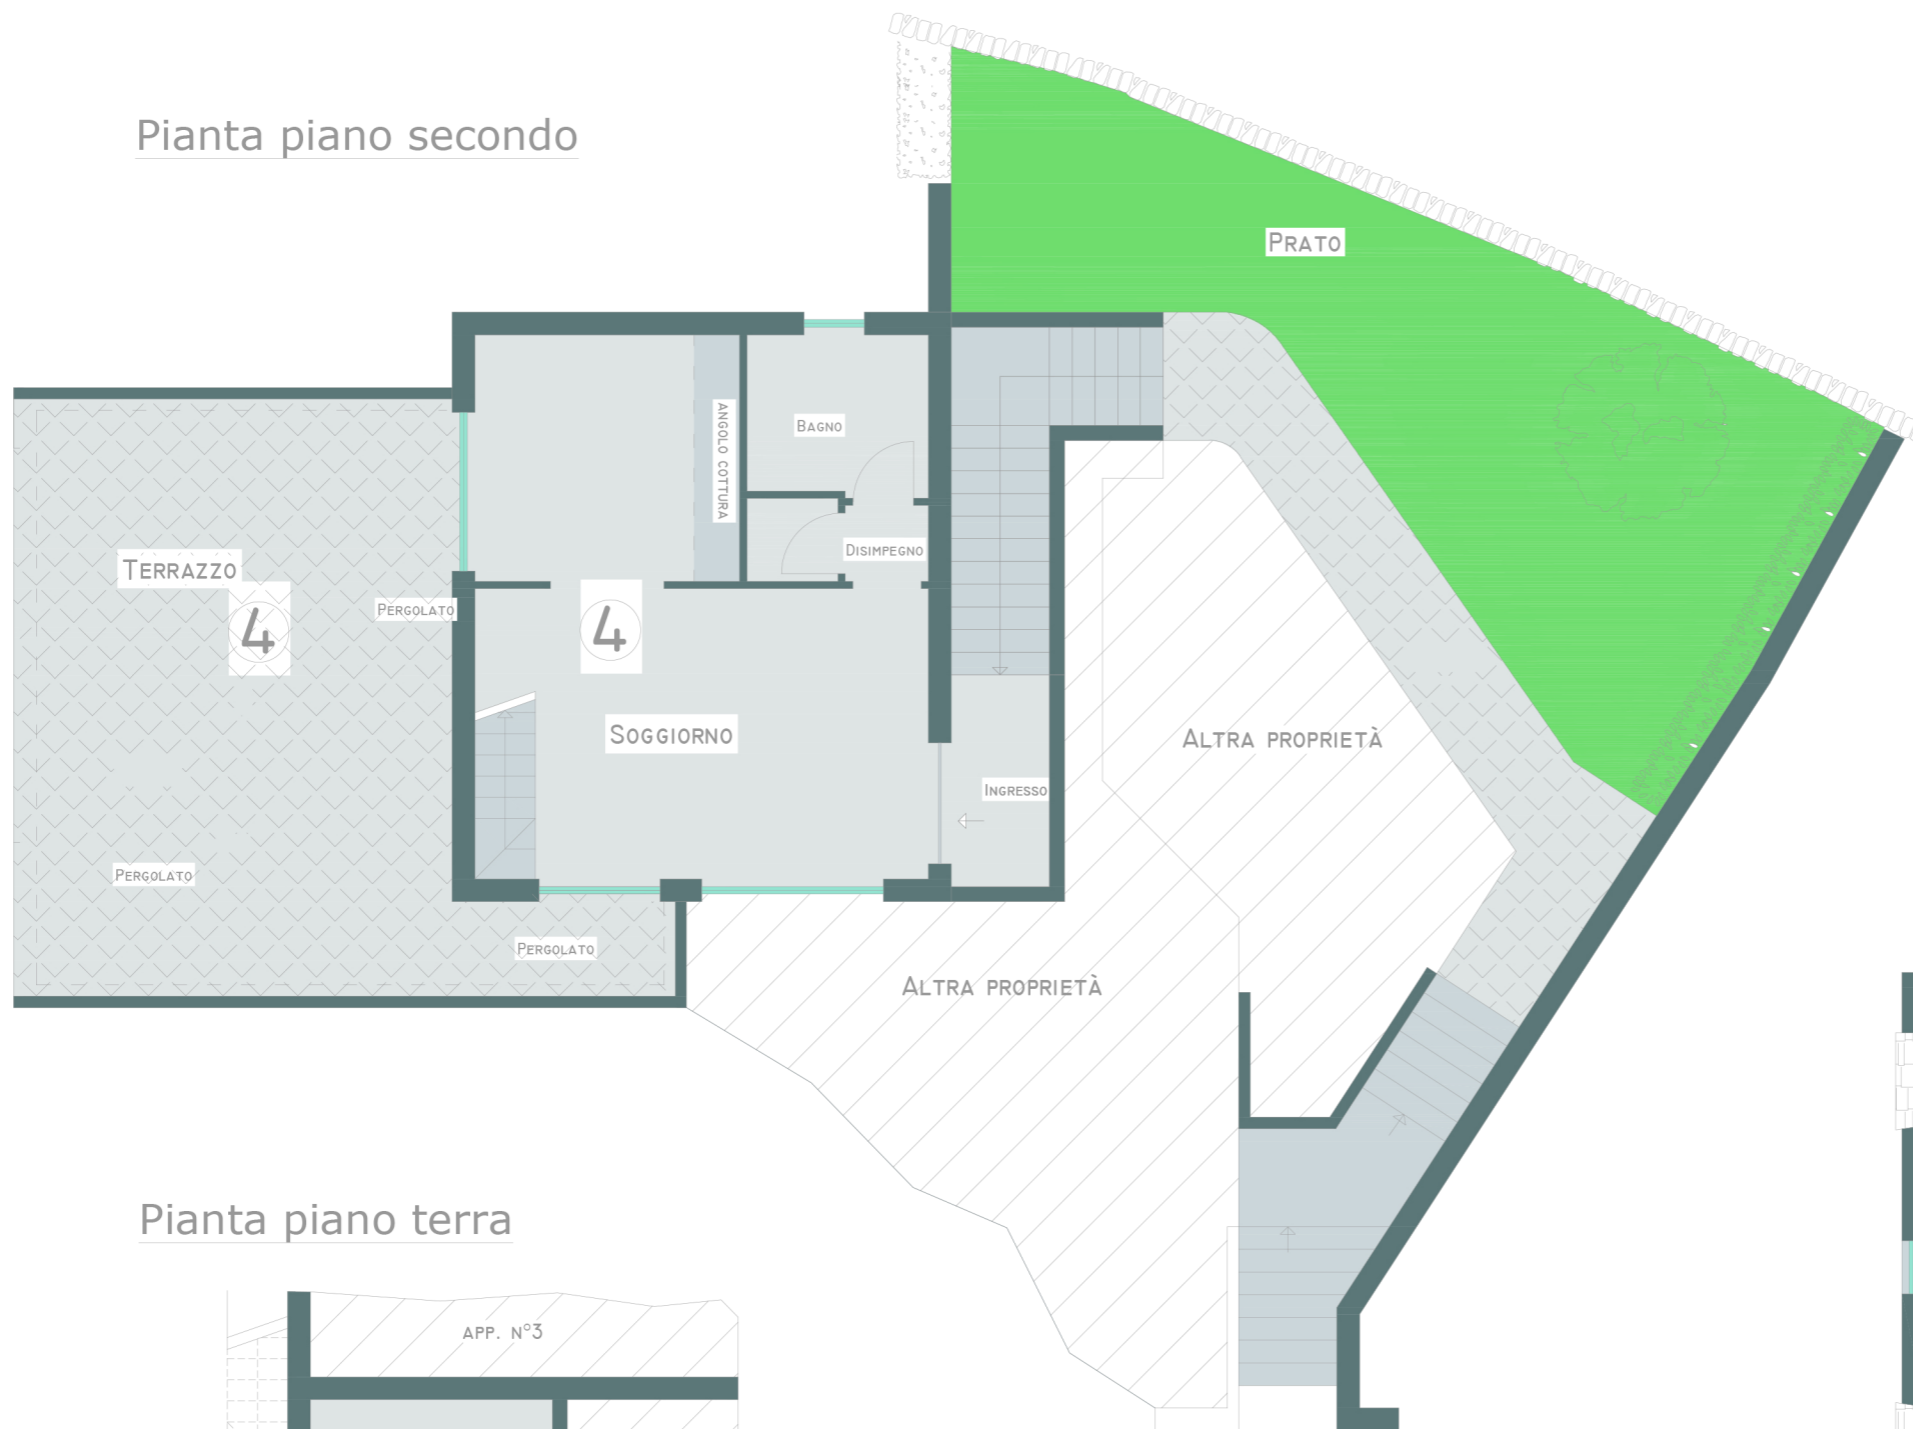 Pianta piano secondo
Prato
Bagno
ANGOLO COTTURA
Disimpegno
Terrazzo
4
Pergolato
4
Soggiorno
Altra proprietà
Ingresso
Pergolato
Pergolato
Altra proprietà
Pianta piano terra
APP. N°3